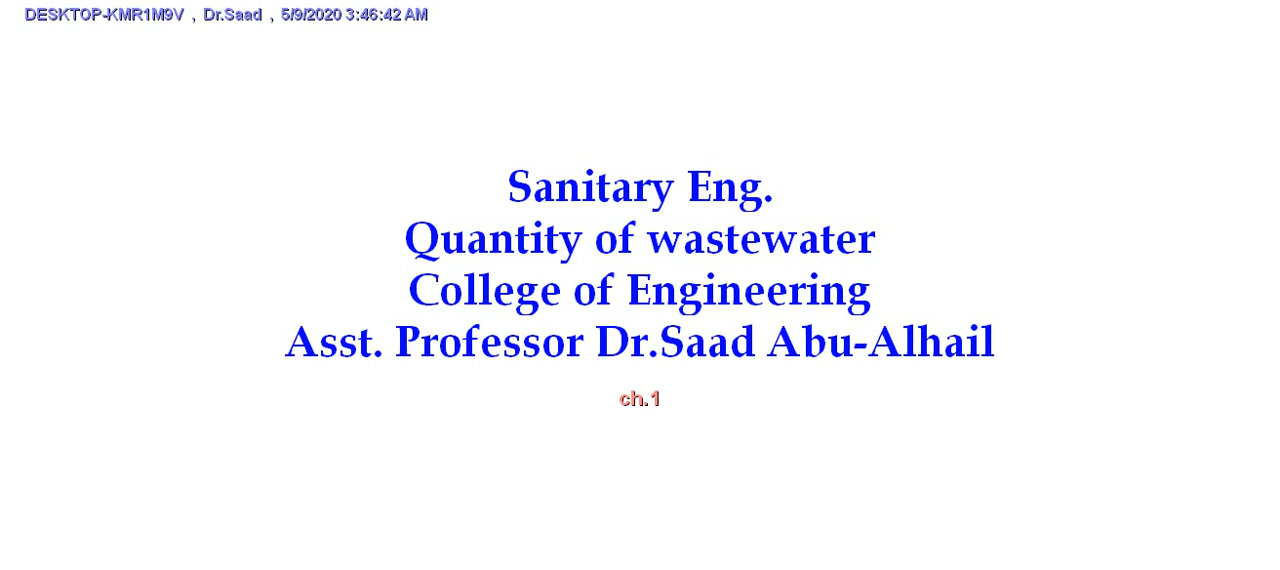 DESKTOP-KMR1M9V , Dr.Saad , 5/9/2020 3:46:42 AM
Sanitary Eng.
Quantity of wastewater
College of Engineering
Asst. Professor Dr.Saad Abu-Alhail
ch.1